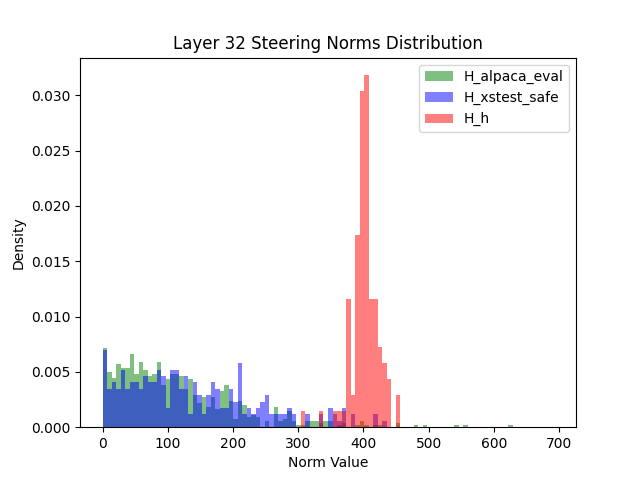 Layer 32 Steering Norms Distribution
H_alpaca_eval
H_xstest_safe
H_h
0.030
0.025
0.020
0.015
0.010
0.005
0.000
Density
0 100 200 300 400 500 600 700
Norm Value